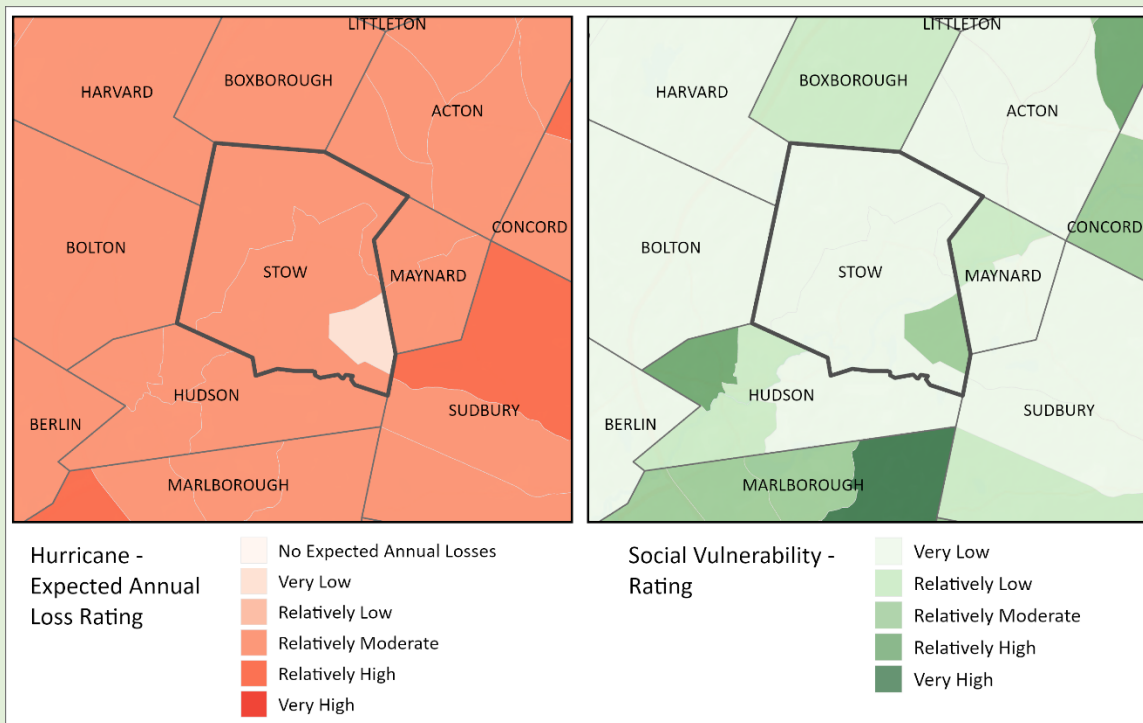 LITTLETON
HARVARD
BOXBOROUGH
ACTON
CONCORD
BOLTON
STOW
MAYNARD
HUDSON
SUDBURY
BERLIN
MARLBOROUGH
LITTLETON
HARVARD
BOXBOROUGH
ACTON
CONCORD
BOLTON
STOW
MAYNARD
HUDSON
SUDBURY
BERLIN
MARLBOROUGH
Hurricane -
Expected Annual
Loss Rating
No Expected Annual Losses
Very Low
Relatively Low
Relatively Moderate
Relatively High
Very High
Social Vulnerability -
Rating
Very Low
Relatively Low
Relatively Moderate
Relatively High
Very High